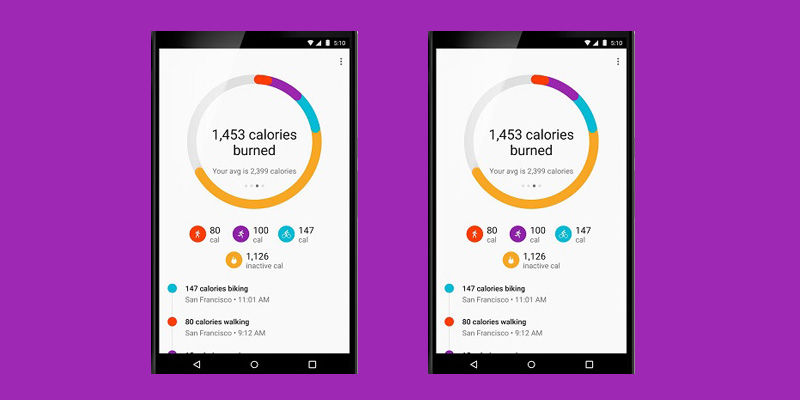 5:10
1,453 calories
burned
Your avg is 2,399 calories
80
cal
100
cal
147
cal
1,126
inactive cal
147 calories biking
San Francisco • 11:01 AM
80 calories walking
San Francisco • 9:12 AM
5:10
1,453 calories
burned
Your avg is 2,399 calories
80
cal
100
cal
147
cal
1,126
inactive cal
147 calories biking
San Francisco • 11:01 AM
80 calories walking
San Francisco • 9:12 AM